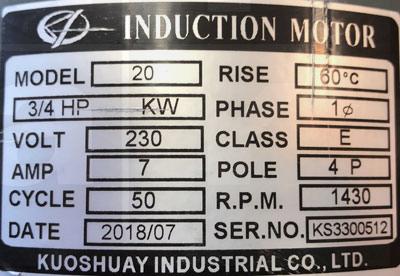 INDUCTION MOTOR
MODEL 20 RISE 60°C
3/4 HP KW PHASE 1ø
VOLT 230 CLASS E
AMP 7 POLE 4 P
CYCLE 50 R.P.M. 1430
DATE 2018/07 SER.NO. KS3300512
KUOSHUAY INDUSTRIAL CO., LTD.